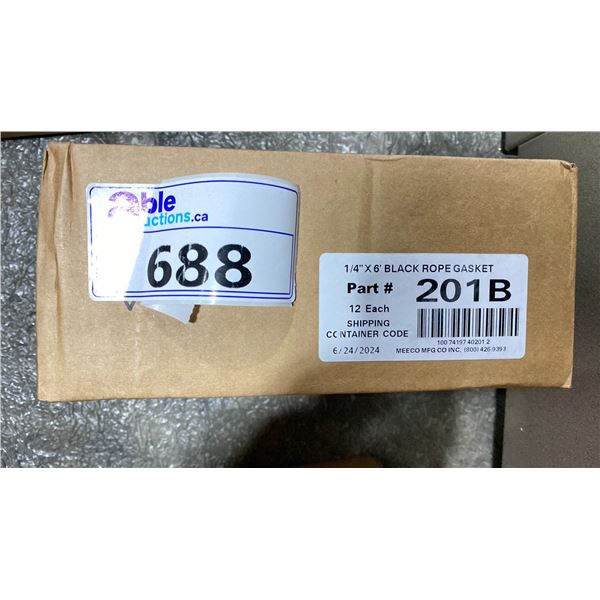 able
auctions.ca
688
1/4" X 6' BLACK ROPE GASKET
Part # 201B
12 Each
SHIPPING
CONTAINER CODE
100 74197 40201 2
6/24/2024 MEECO MFG CO INC. (800) 426-9393